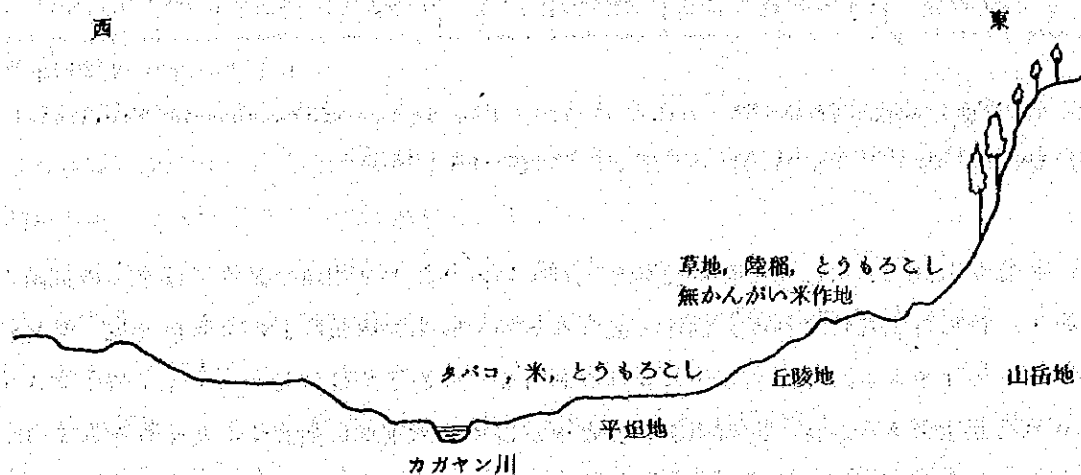 西
東
草地，陸稲，とうもろこし
無かんがい米作地
タバコ，米，とうもろこし
丘陵地
山岳地
平坦地
カガヤン川